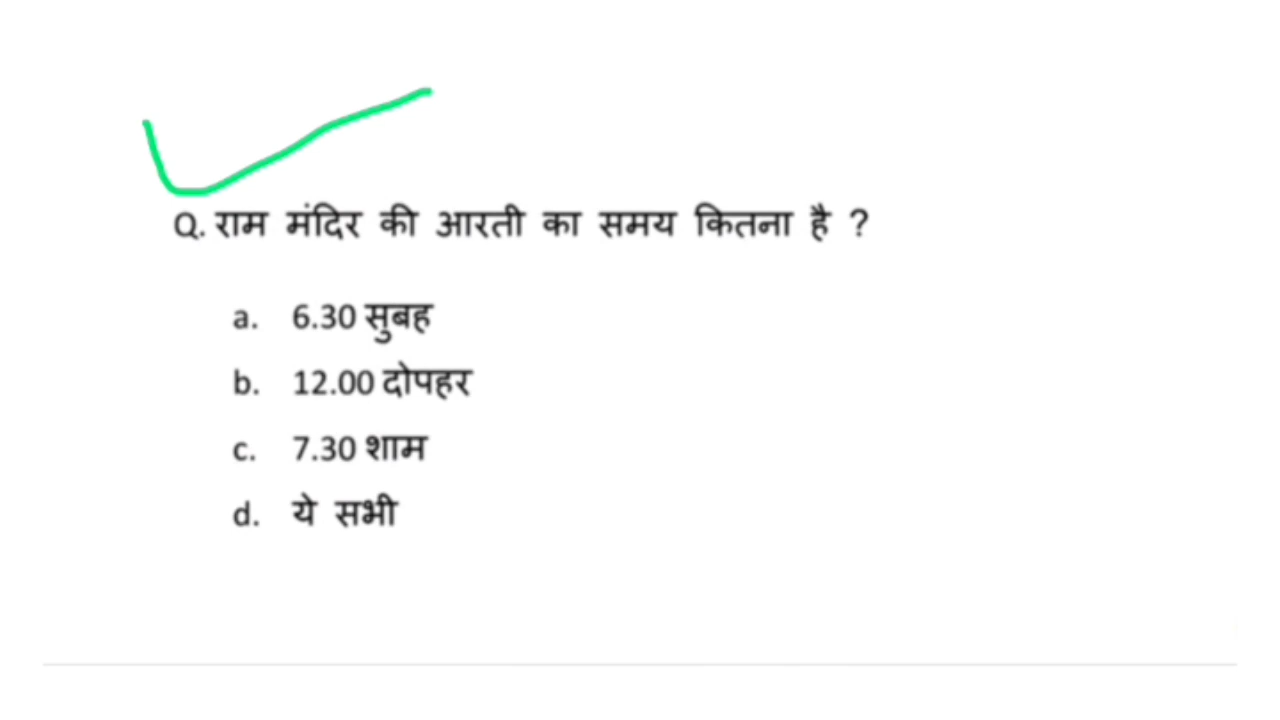 Q. राम मंदिर की आरती का समय कितना है ?
a. 6.30 सुबह
b. 12.00 दोपहर
c. 7.30 शाम
d. ये सभी